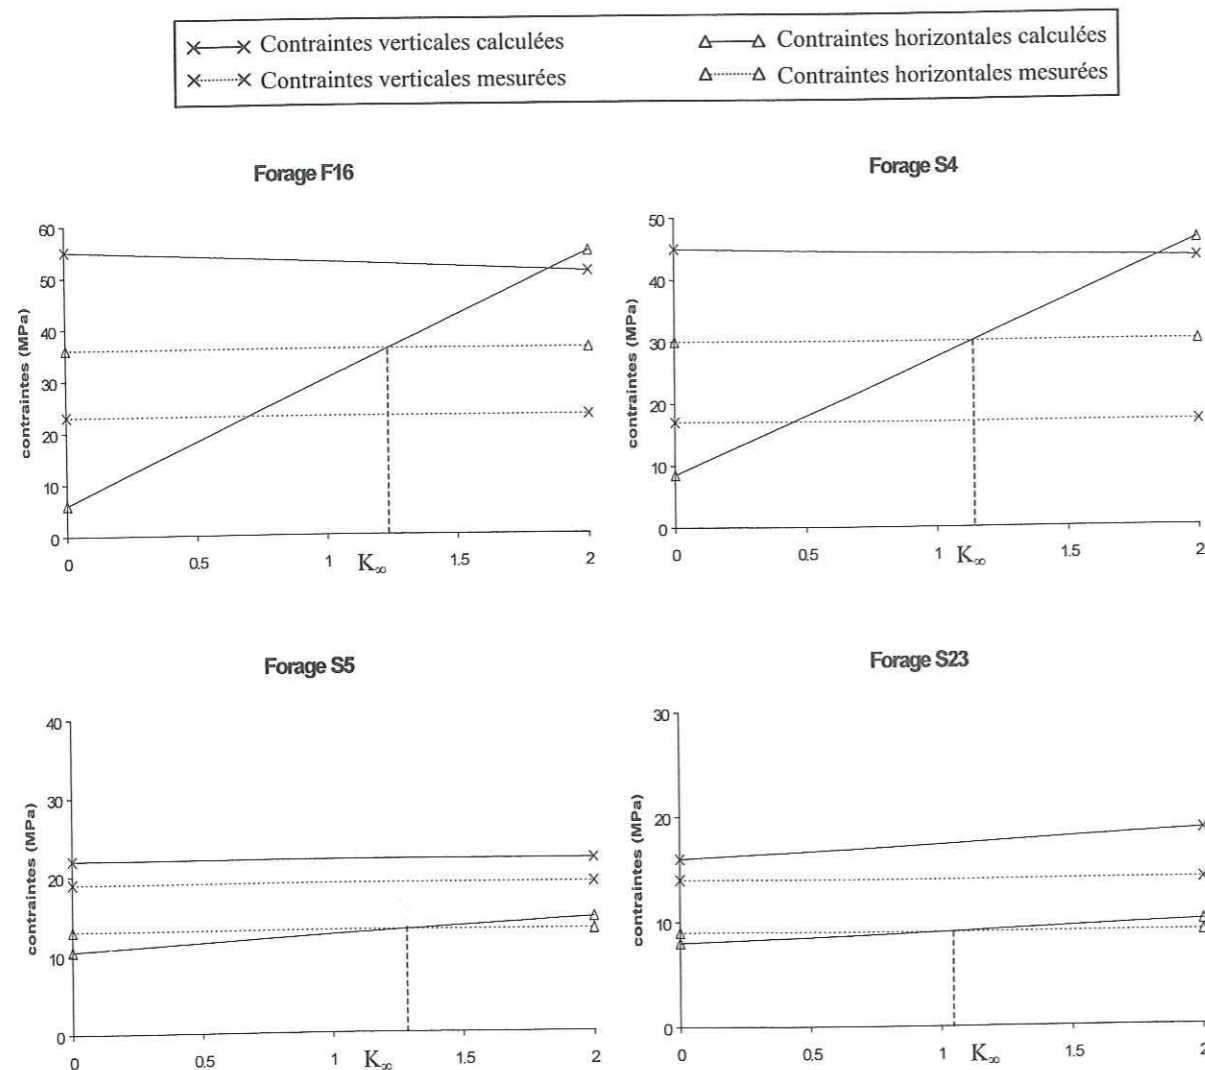 Contraintes verticales calculées
Contraintes horizontales calculées
Contraintes verticales mesurées
Contraintes horizontales mesurées
Forage F16
Forage S4
contraintes (MPa)
60
50
40
30
20
10
0
0 0.5 1 K∞ 1.5 2
contraintes (MPa)
50
40
30
20
10
0
0 0.5 1 K∞ 1.5 2
Forage S5
Forage S23
contraintes (MPa)
40
30
20
10
0
0 0.5 1 K∞ 1.5 2
contraintes (MPa)
30
20
10
0
0 0.5 1 K∞ 1.5 2